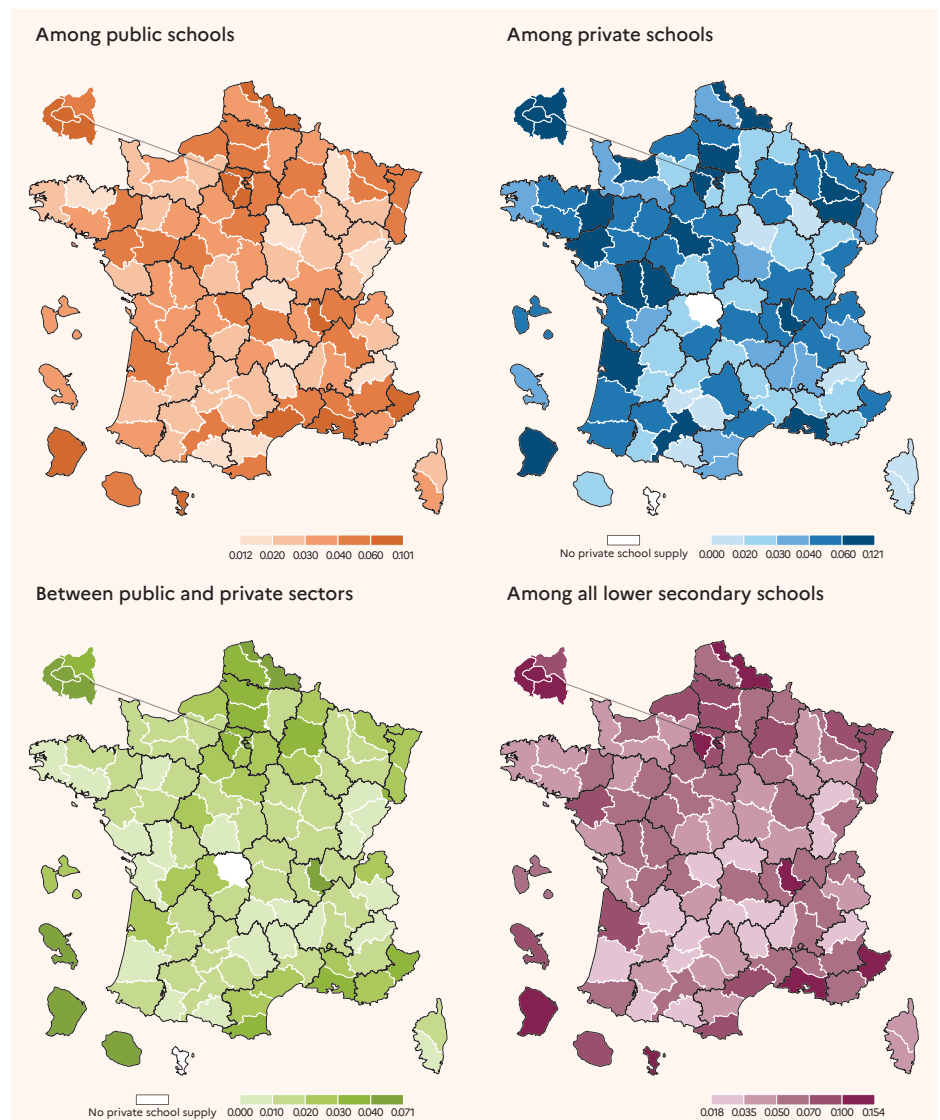 Among public schools
Among private schools
0.012 0.020 0.030 0.040 0.060 0.101
No private school supply
0.000 0.020 0.030 0.040 0.060 0.121
Between public and private sectors
Among all lower secondary schools
No private school supply
0.000 0.010 0.020 0.030 0.040 0.071
0.018 0.035 0.050 0.070 0.100 0.154